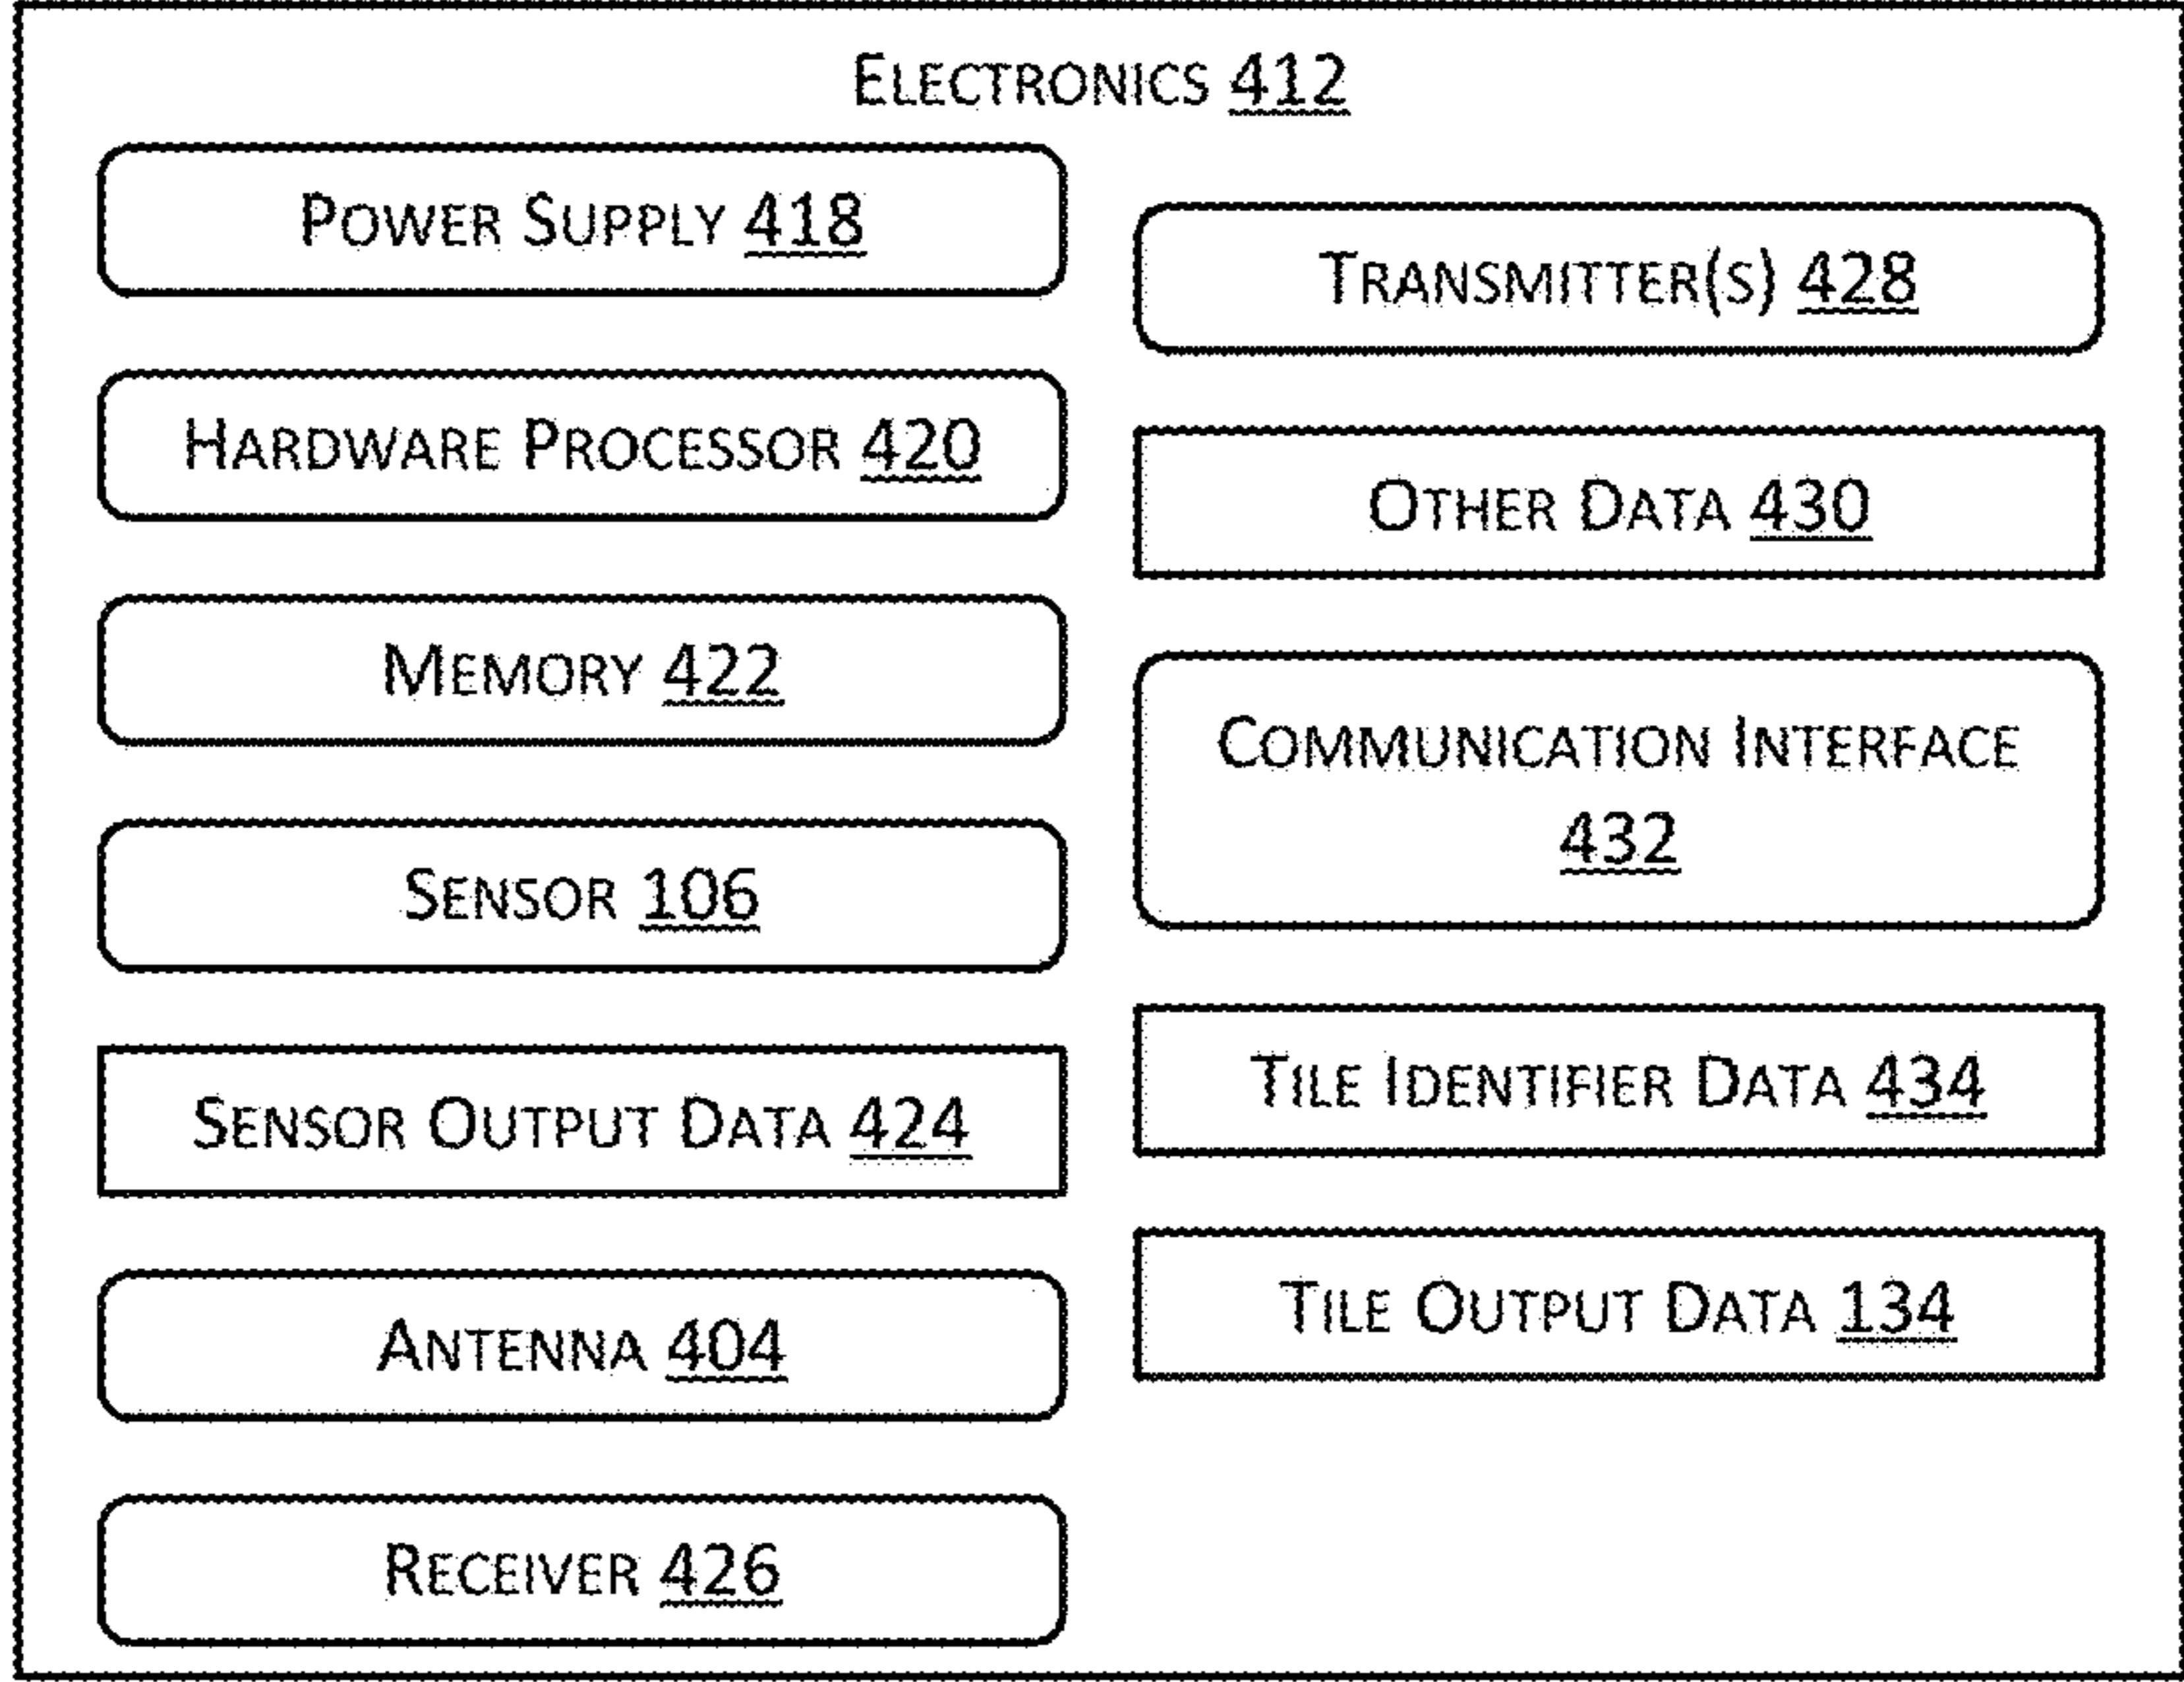 ELECTRONICS 412
POWER SUPPLY 418
HARDWARE PROCESSOR 420
MEMORY 422
SENSOR 106
SENSOR OUTPUT DATA 424
ANTENNA 404
RECEIVER 426
TRANSMITTER(S) 428
OTHER DATA 430
COMMUNICATION INTERFACE
432
TILE IDENTIFIER DATA 434
TILE OUTPUT DATA 134